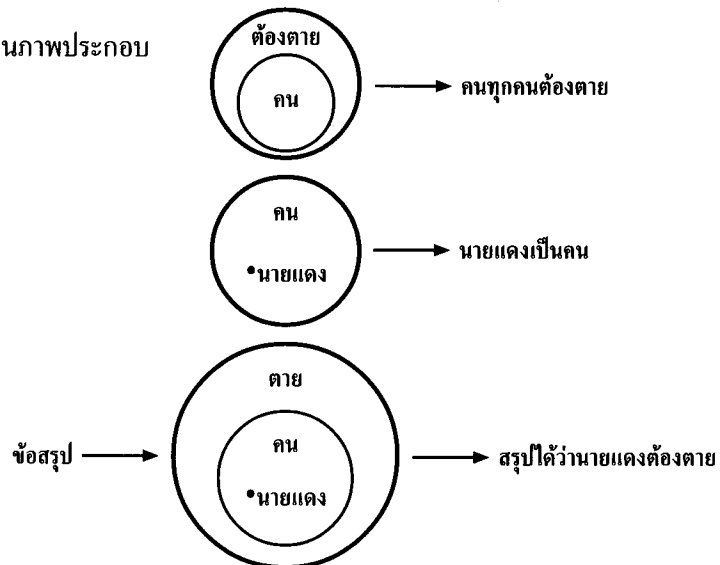 นภาพประกอบ
ต้องตาย
คน
คนทุกคนต้องตาย
คน
•นายแดง
นายแดงเป็นคน
ตาย
คน
•นายแดง
ข้อสรุป
สรุปได้ว่านายแดงต้องตาย